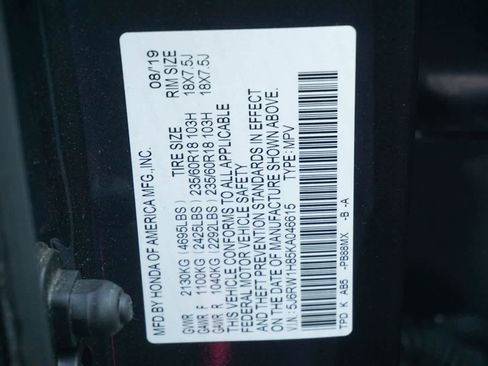 MFD. BY HONDA OF AMERICA MFG., INC. 08/'19
TIRE SIZE RIM SIZE
GVWR 2130KG (4695LBS)
GAWR F 1100KG (2425LBS) 235/60R18 103H 18X7.5J
GAWR R 1040KG (2292LBS) 235/60R18 103H 18X7.5J
THIS VEHICLE CONFORMS TO ALL APPLICABLE
FEDERAL MOTOR VEHICLE SAFETY
AND THEFT PREVENTION STANDARDS IN EFFECT
ON THE DATE OF MANUFACTURE SHOWN ABOVE.
V.I.N.: 5J6RW1H85KA046615 TYPE: MPV
TPD K AB5 -PB88MX -B -A